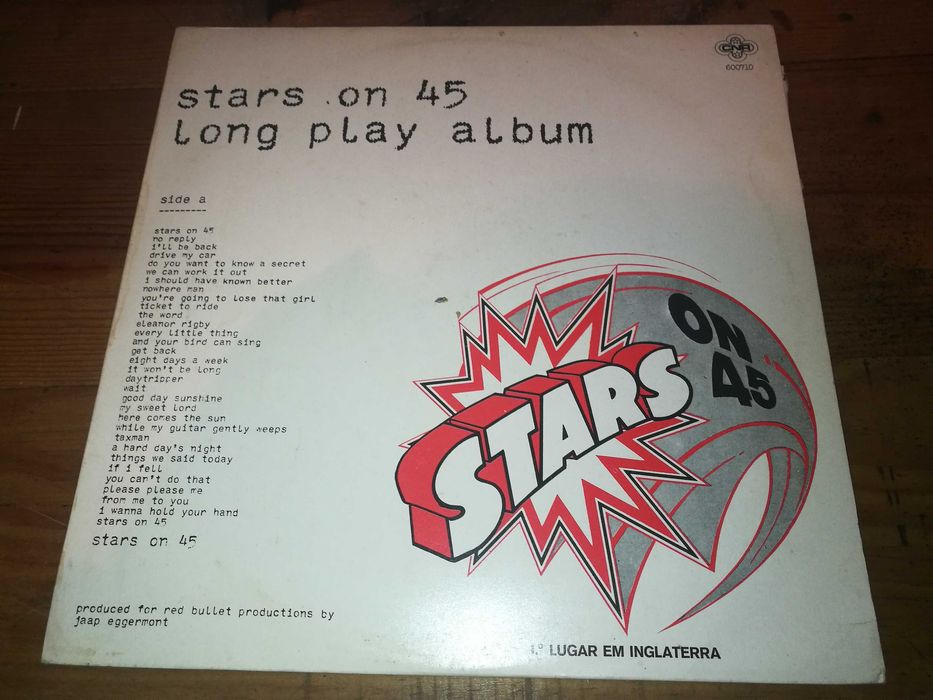 CNR
600710
stars on 45
long play album
side a
stars on 45
no reply
i'll be back
drive my car
do you want to know a secret
we can work it out
i should have known better
nowhere man
you're going to lose that girl
ticket to ride
the word
eleanor rigby
every little thing
and your bird can sing
get back
eight days a week
it won't be long
daytripper
wait
good day sunshine
my sweet lord
here comes the sun
while my guitar gently weeps
taxman
a hard day's night
things we said today
if i fell
you can't do that
please please me
from me to you
i wanna hold your hand
stars on 45
stars on 45
STARS
ON
45
produced for red bullet productions by
jaap eggermont
1.º LUGAR EM INGLATERRA